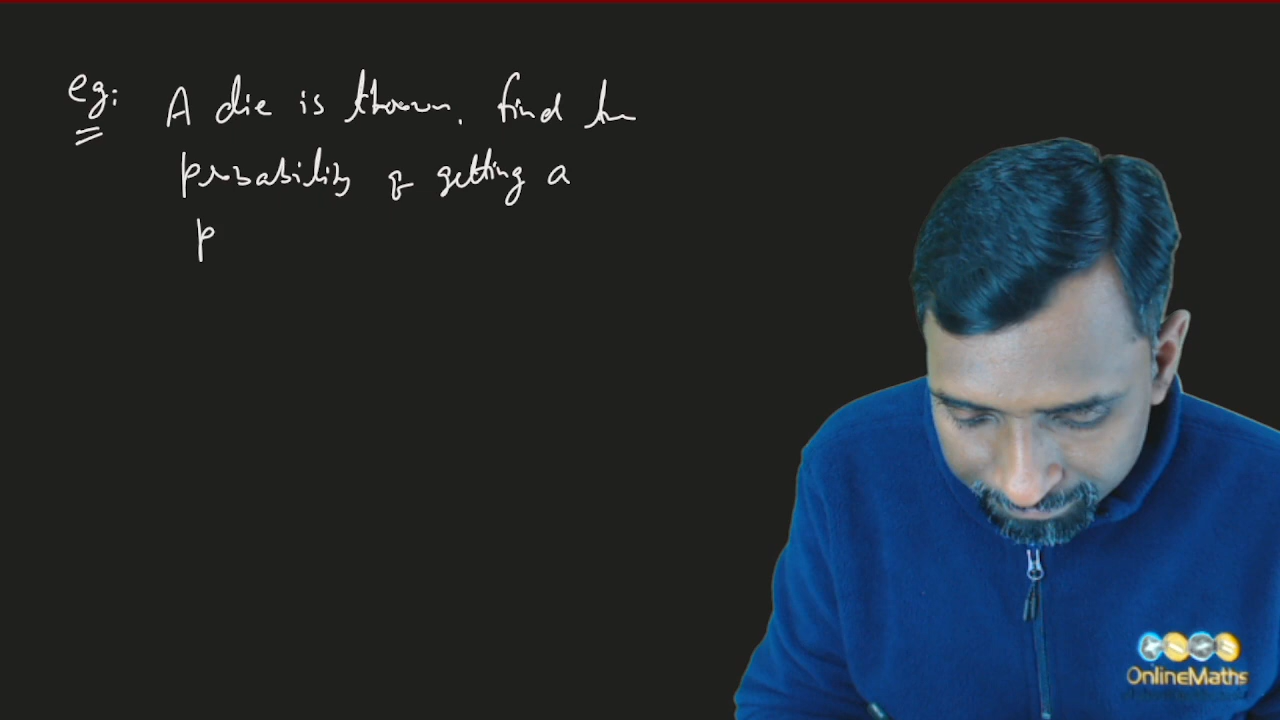 eg: A die is thrown. find the
probability of getting a
p
OnlineMaths